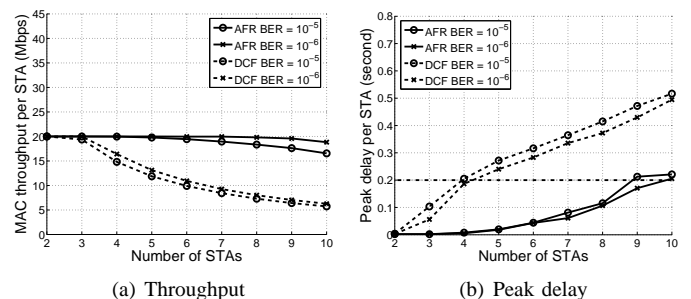 MAC throughput per STA (Mbps)
45
40
35
30
25
20
15
10
5
0
2 3 4 5 6 7 8 9 10
Number of STAs
AFR BER = 10⁻⁵
AFR BER = 10⁻⁶
DCF BER = 10⁻⁵
DCF BER = 10⁻⁶
(a) Throughput
Peak delay per STA (second)
0.8
0.6
0.5
0.4
0.3
0.2
0.1
0
2 3 4 5 6 7 8 9 10
Number of STAs
AFR BER = 10⁻⁵
AFR BER = 10⁻⁶
DCF BER = 10⁻⁵
DCF BER = 10⁻⁶
(b) Peak delay